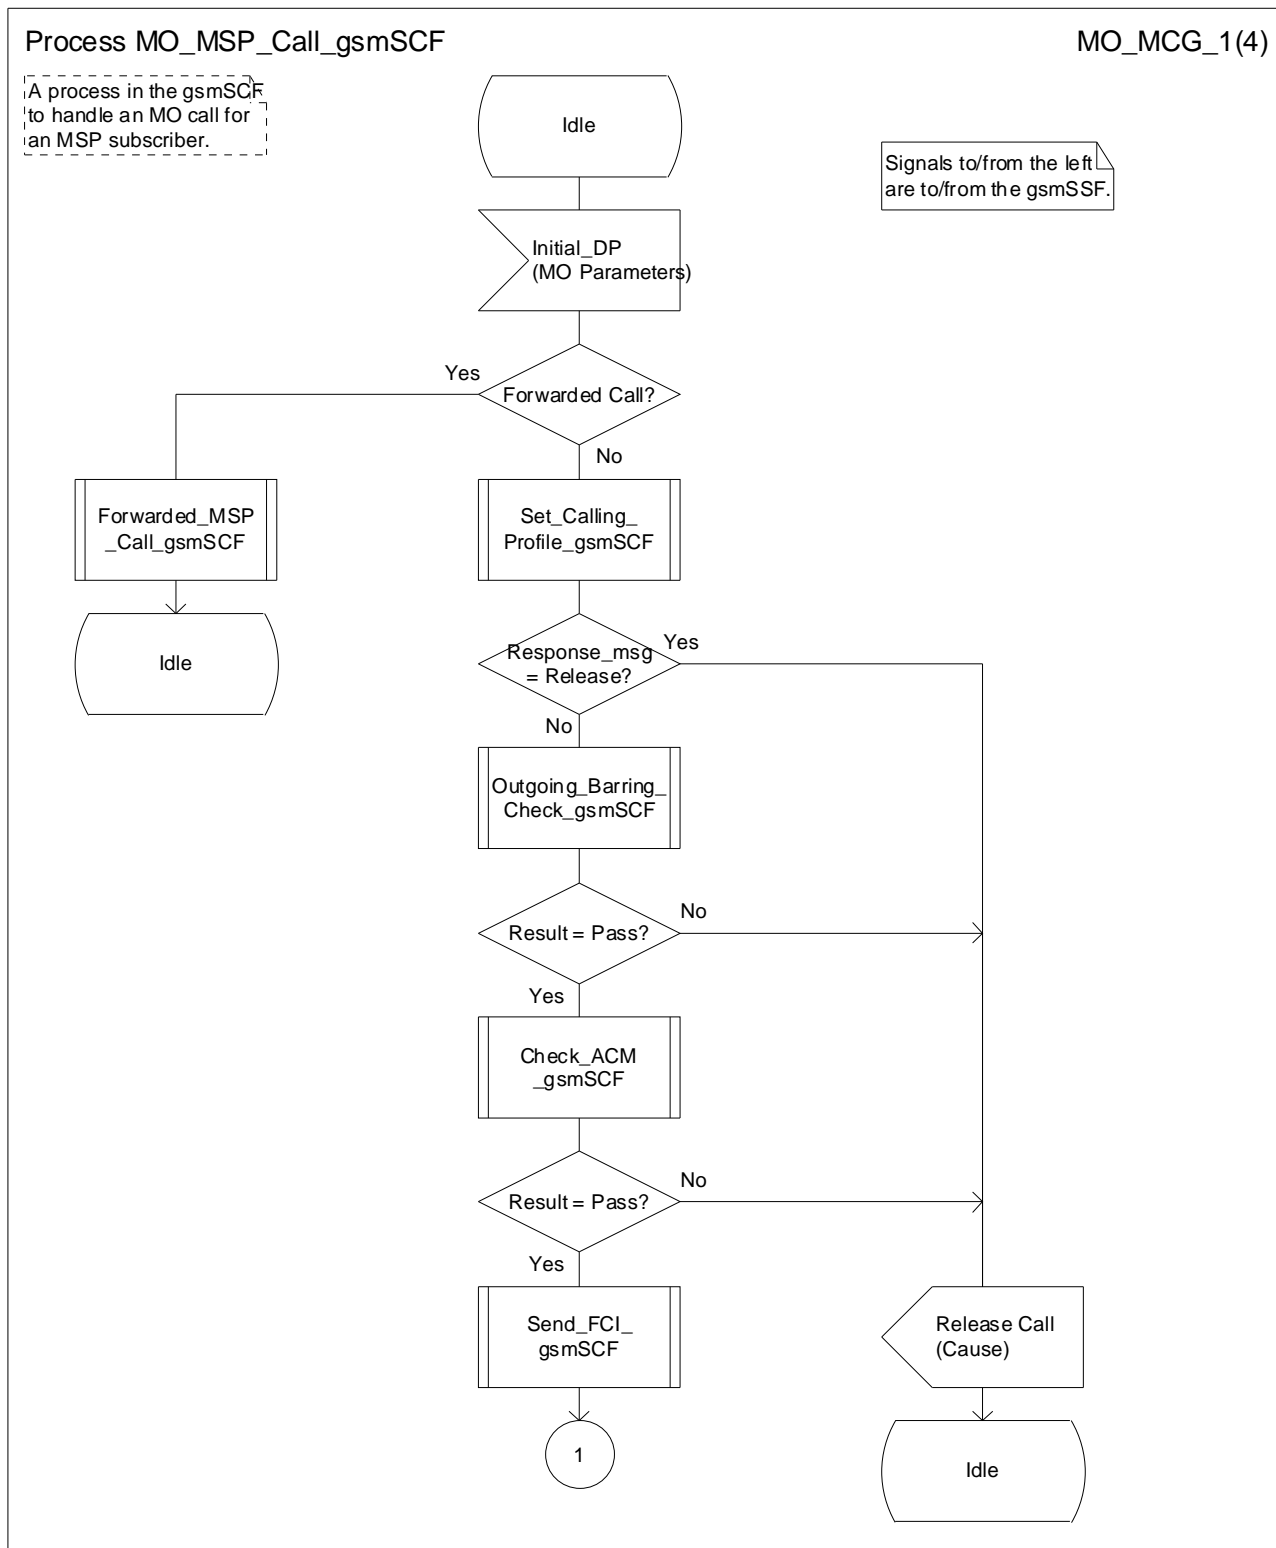 Process MO_MSP_Call_gsmSCF
MO_MCG_1(4)
A process in the gsmSCF
to handle an MO call for
an MSP subscriber.
Idle
Signals to/from the left
are to/from the gsmSSF.
Initial_DP
(MO Parameters)
Yes
Forwarded Call?
No
Forwarded_MSP
_Call_gsmSCF
Set_Calling_
Profile_gsmSCF
Idle
Response_msg
= Release?
Yes
No
Outgoing_Barring_
Check_gsmSCF
Result = Pass?
No
Yes
Check_ACM
_gsmSCF
Result = Pass?
No
Yes
Send_FCI_
gsmSCF
Release Call
(Cause)
1
Idle